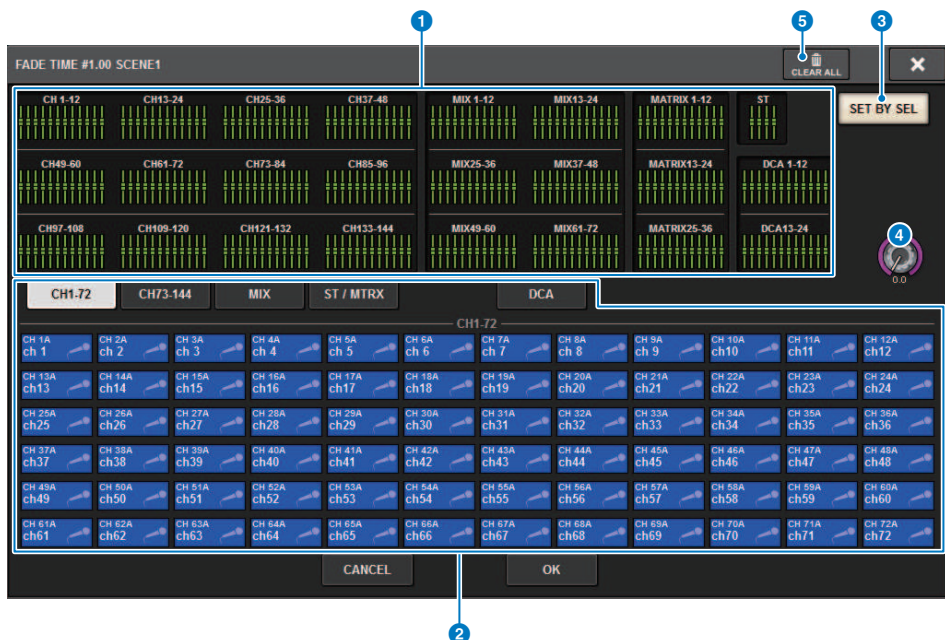 1
5
3
FADE TIME #1.00 SCENE1
CLEAR ALL
CH 1-12 CH13-24 CH25-36 CH37-48 MIX 1-12 MIX13-24 MATRIX 1-12 ST
SET BY SEL
CH49-60 CH61-72 CH73-84 CH85-96 MIX25-36 MIX37-48 MATRIX13-24 DCA 1-12
CH97-108 CH109-120 CH121-132 CH133-144 MIX49-60 MIX61-72 MATRIX25-36 DCA13-24
4
0.0
CH1-72 CH73-144 MIX ST / MTRX DCA
CH1-72
CH 1A CH 2A CH 3A CH 4A CH 5A CH 6A CH 7A CH 8A CH 9A CH 10A CH 11A CH 12A
ch 1 ch 2 ch 3 ch 4 ch 5 ch 6 ch 7 ch 8 ch 9 ch10 ch11 ch12
CH 13A CH 14A CH 15A CH 16A CH 17A CH 18A CH 19A CH 20A CH 21A CH 22A CH 23A CH 24A
ch13 ch14 ch15 ch16 ch17 ch18 ch19 ch20 ch21 ch22 ch23 ch24
CH 25A CH 26A CH 27A CH 28A CH 29A CH 30A CH 31A CH 32A CH 33A CH 34A CH 35A CH 36A
ch25 ch26 ch27 ch28 ch29 ch30 ch31 ch32 ch33 ch34 ch35 ch36
CH 37A CH 38A CH 39A CH 40A CH 41A CH 42A CH 43A CH 44A CH 45A CH 46A CH 47A CH 48A
ch37 ch38 ch39 ch40 ch41 ch42 ch43 ch44 ch45 ch46 ch47 ch48
CH 49A CH 50A CH 51A CH 52A CH 53A CH 54A CH 55A CH 56A CH 57A CH 58A CH 59A CH 60A
ch49 ch50 ch51 ch52 ch53 ch54 ch55 ch56 ch57 ch58 ch59 ch60
CH 61A CH 62A CH 63A CH 64A CH 65A CH 66A CH 67A CH 68A CH 69A CH 70A CH 71A CH 72A
ch61 ch62 ch63 ch64 ch65 ch66 ch67 ch68 ch69 ch70 ch71 ch72
CANCEL OK
2